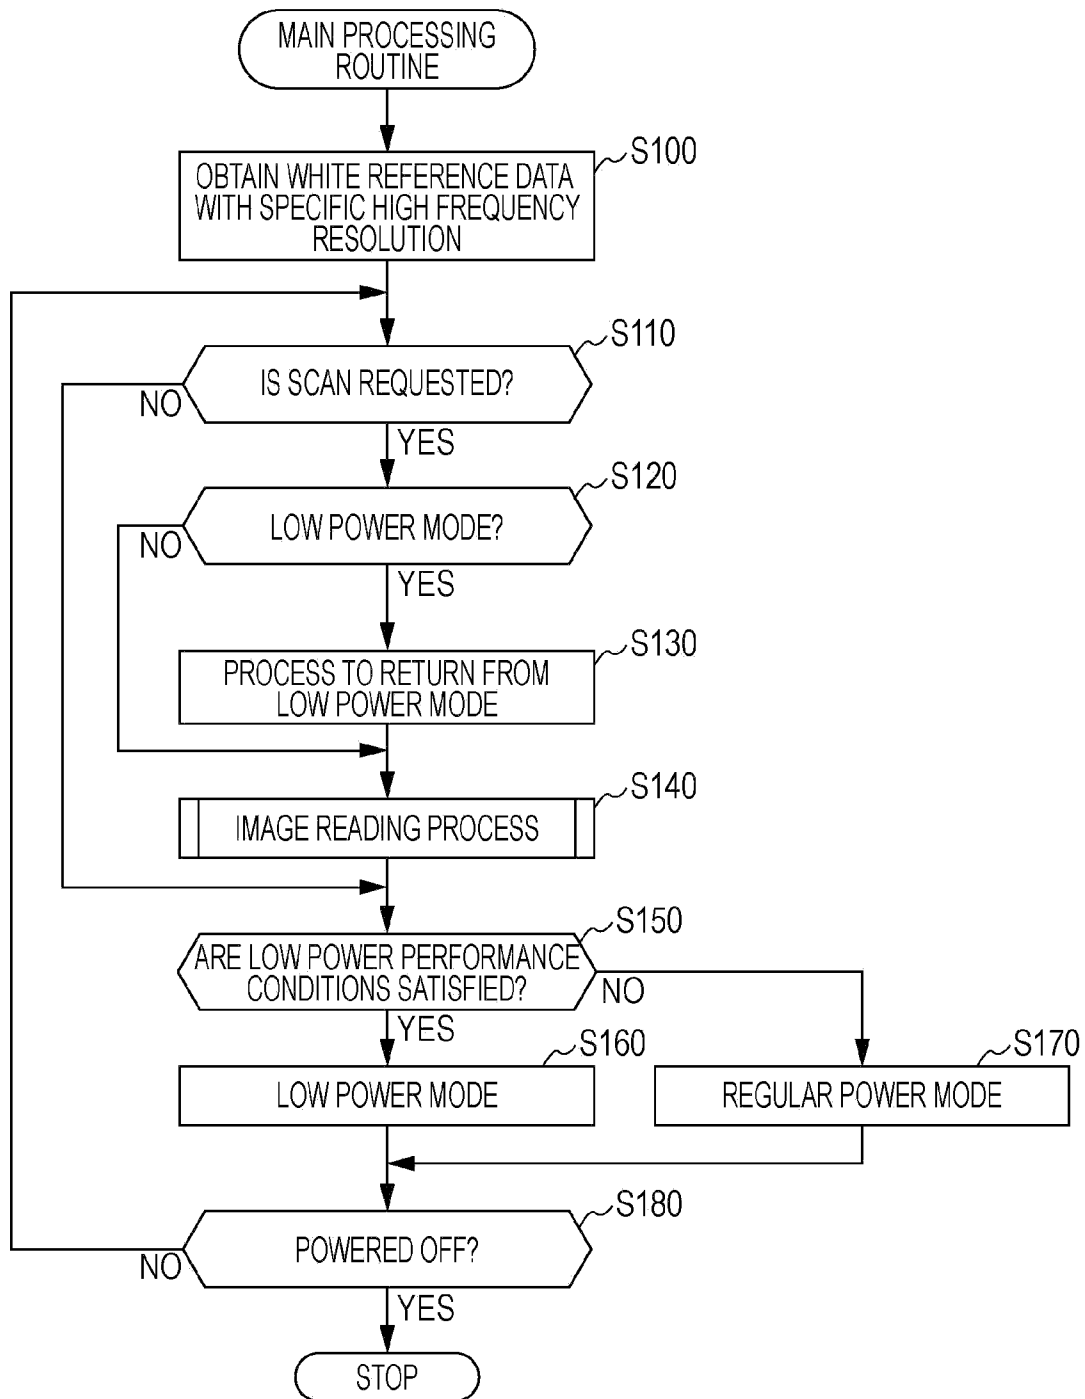 MAIN PROCESSING
ROUTINE
S100
OBTAIN WHITE REFERENCE DATA
WITH SPECIFIC HIGH FREQUENCY
RESOLUTION
S110
IS SCAN REQUESTED?
NO
YES
S120
LOW POWER MODE?
NO
YES
S130
PROCESS TO RETURN FROM
LOW POWER MODE
S140
IMAGE READING PROCESS
S150
ARE LOW POWER PERFORMANCE
CONDITIONS SATISFIED?
NO
YES
S160
LOW POWER MODE
S170
REGULAR POWER MODE
S180
POWERED OFF?
NO
YES
STOP